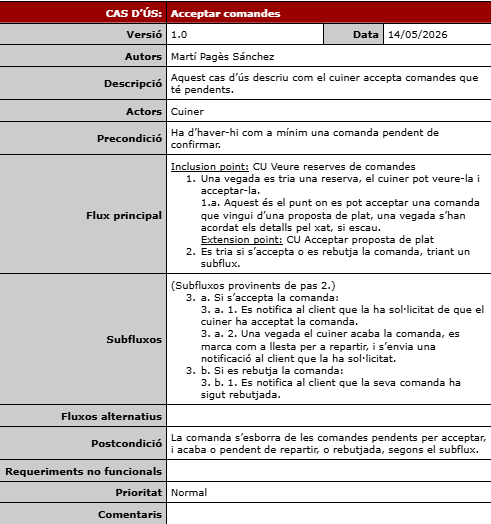 CAS D'ÚS: Acceptar comandes
Versió 1.0 Data 14/05/2026
Autors Martí Pagès Sánchez
Descripció Aquest cas d'ús descriu com el cuiner accepta comandes que
té pendents.
Actors Cuiner
Precondició Ha d'haver-hi com a mínim una comanda pendent de
confirmar.
Flux principal
Inclusion point: CU Veure reserves de comandes
1. Una vegada es tria una reserva, el cuiner pot veure-la i
acceptar-la.
1.a. Aquest és el punt on es pot acceptar una comanda
que vingui d'una proposta de plat, una vegada s'han
acordat els detalls pel xat, si escau.
Extension point: CU Acceptar proposta de plat
2. Es tria si s'accepta o es rebutja la comanda, triant un
subflux.
Subfluxos
(Subfluxos provinents de pas 2.)
3. a. Si s'accepta la comanda:
3. a. 1. Es notifica al client que la ha sol·licitat de que el
cuiner ha acceptat la comanda.
3. a. 2. Una vegada el cuiner acaba la comanda, es
marca com a llesta per a repartir, i s'envia una
notificació al client que la ha sol·licitat.
3. b. Si es rebutja la comanda:
3. b. 1. Es notifica al client que la seva comanda ha
sigut rebutjada.
Fluxos alternatius
Postcondició La comanda s'esborra de les comandes pendents per acceptar,
i acaba o pendent de repartir, o rebutjada, segons el subflux.
Requeriments no funcionals
Prioritat Normal
Comentaris